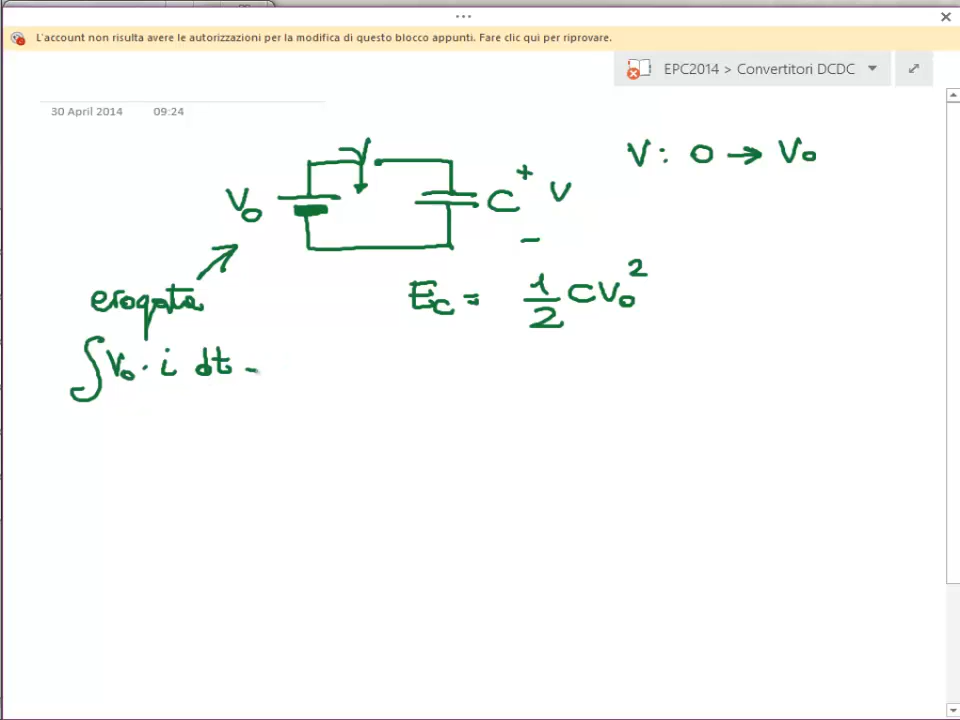 L'account non risulta avere le autorizzazioni per la modifica di questo blocco appunti. Fare clic qui per riprovare.
EPC2014 > Convertitori DCDC
30 April 2014 09:24
V: 0 → V₀
V₀
C + V -
erogata
E_C = 1/2 CV₀²
∫V₀ · i dt -